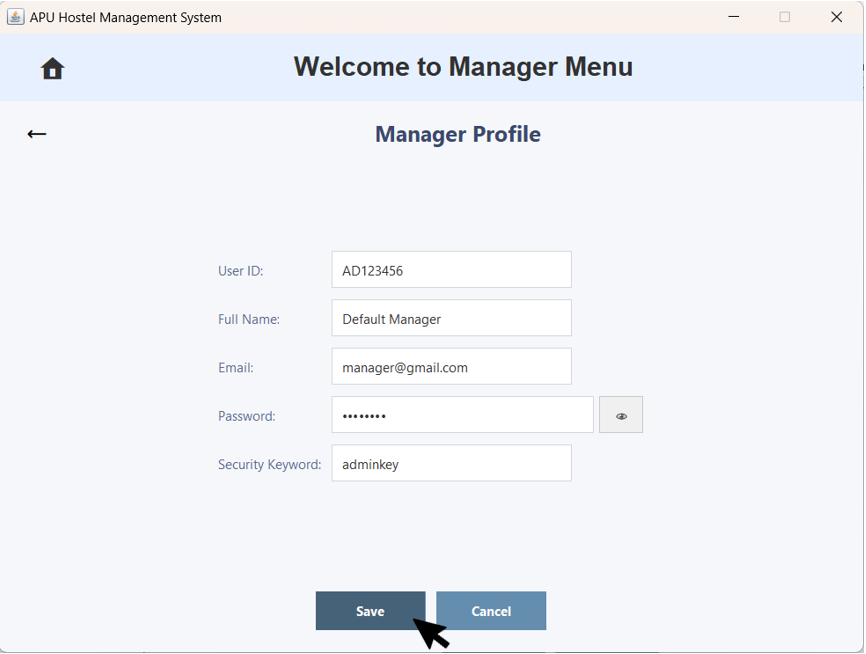 APU Hostel Management System
Welcome to Manager Menu
Manager Profile
User ID: AD123456
Full Name: Default Manager
Email: manager@gmail.com
Password: ••••••••
Security Keyword: adminkey
Save Cancel